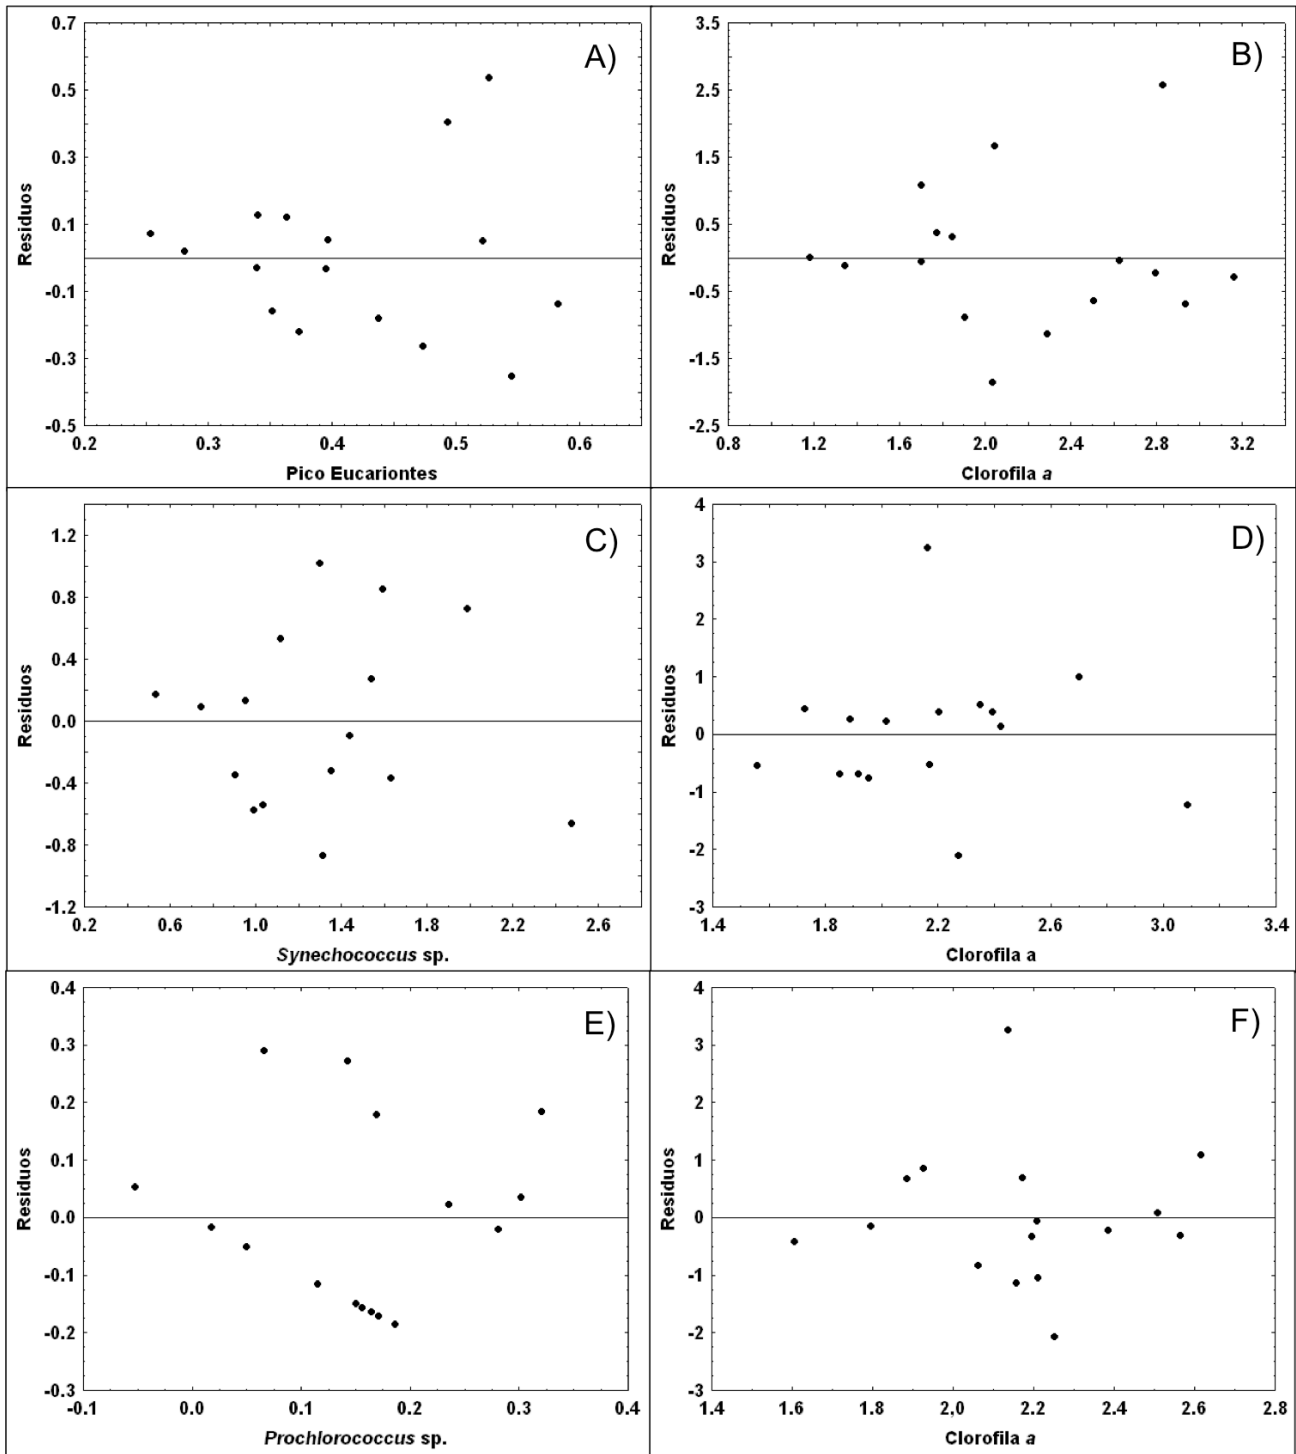 A)
0.7
0.5
0.3
0.1
-0.1
-0.3
-0.5
Residuos
0.2 0.3 0.4 0.5 0.6
Pico Eucariontes
B)
3.5
2.5
1.5
0.5
-0.5
-1.5
-2.5
Residuos
0.8 1.2 1.6 2.0 2.4 2.8 3.2
Clorofila a
C)
1.2
0.8
0.4
0.0
-0.4
-0.8
-1.2
Residuos
0.2 0.6 1.0 1.4 1.8 2.2 2.6
Synechococcus sp.
D)
4
3
2
1
0
-1
-2
-3
Residuos
1.4 1.8 2.2 2.6 3.0 3.4
Clorofila a
E)
0.4
0.3
0.2
0.1
0.0
-0.1
-0.2
-0.3
Residuos
-0.1 0.0 0.1 0.2 0.3 0.4
Prochlorococcus sp.
F)
4
3
2
1
0
-1
-2
-3
Residuos
1.4 1.6 1.8 2.0 2.2 2.4 2.6 2.8
Clorofila a